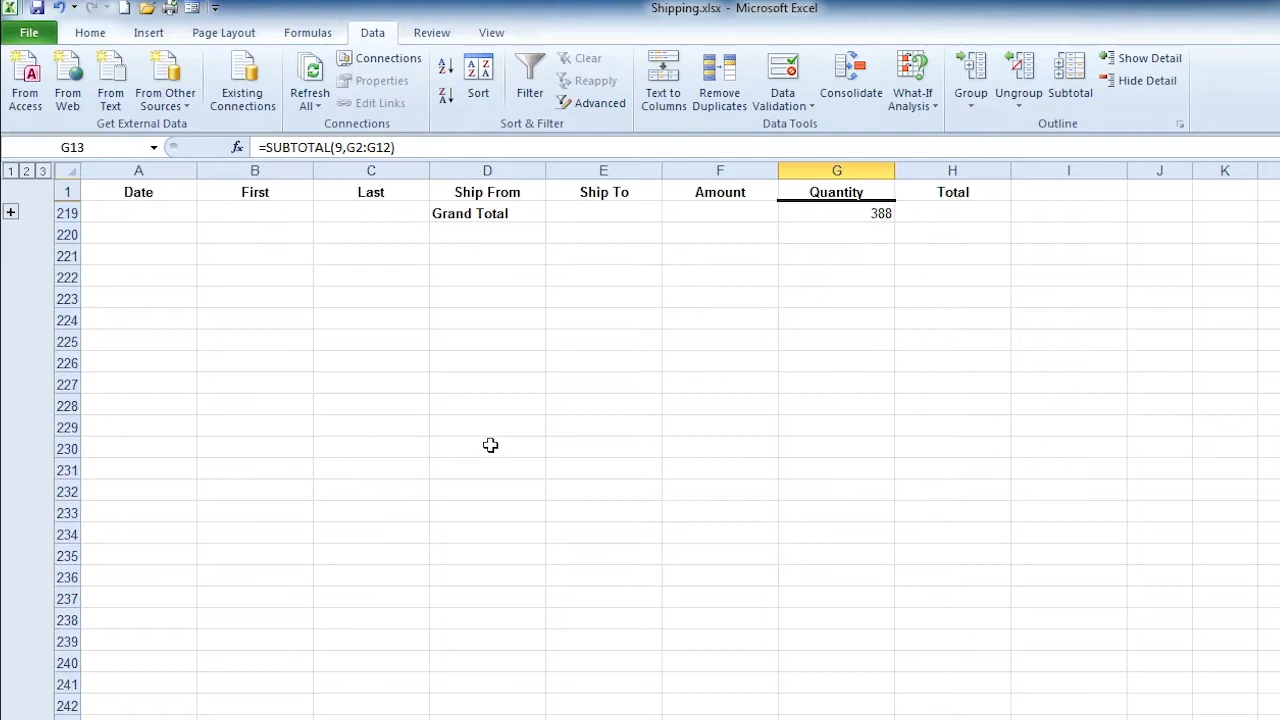 Shipping.xlsx - Microsoft Excel
File Home Insert Page Layout Formulas Data Review View
From Access
From Web
From Text
From Other Sources
Existing Connections
Get External Data
Refresh All
Connections
Properties
Edit Links
Connections
Sort
Filter
Clear
Reapply
Advanced
Sort & Filter
Text to Columns
Remove Duplicates
Data Validation
Consolidate
What-If Analysis
Data Tools
Group
Ungroup
Subtotal
Show Detail
Hide Detail
Outline
G13 fx =SUBTOTAL(9,G2:G12)
1 2 3 A B C D E F G H I J K
1 Date First Last Ship From Ship To Amount Quantity Total
219 Grand Total 388
220
221
222
223
224
225
226
227
228
229
230
231
232
233
234
235
236
237
238
239
240
241
242